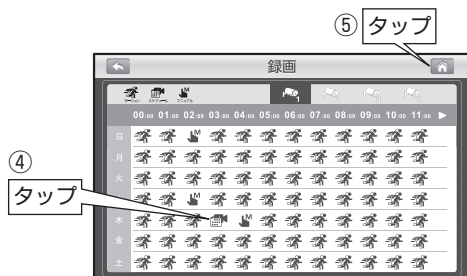 ⑤ タップ
録画
モーション スケジュール マニュアル 1
00:00 01:00 02:00 03:00 04:00 05:00 06:00 07:00 08:00 09:00 10:00 11:00
日
M
月
火
④
タップ
M
木
M
金
土